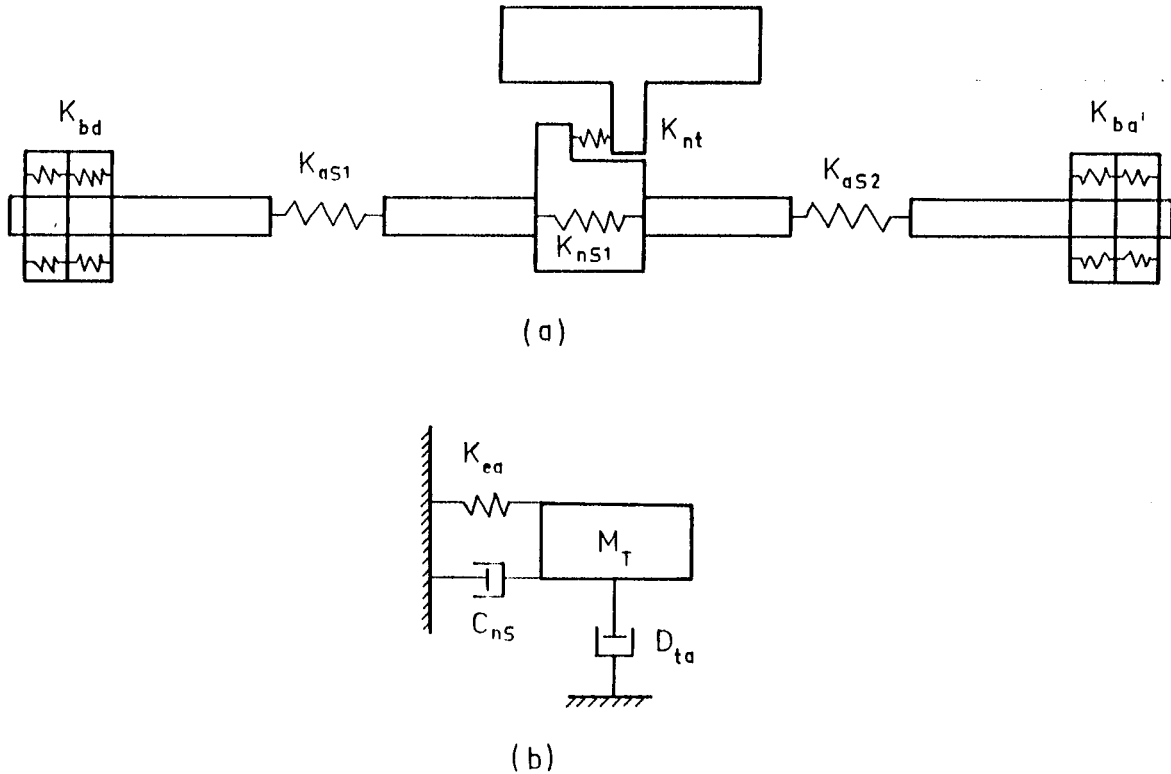 K_bd
K_aS1
K_nt
K_aS2
K_ba'
K_nS1
(a)
K_ea
M_T
C_nS
D_ta
(b)